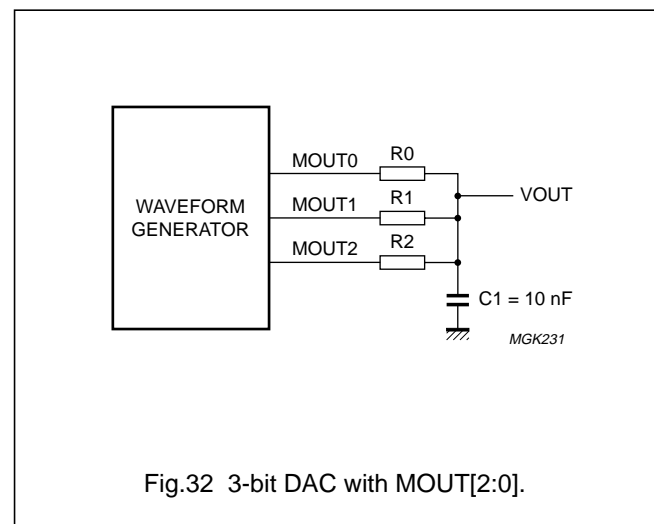 WAVEFORM
GENERATOR
MOUT0
R0
MOUT1
R1
MOUT2
R2
VOUT
C1 = 10 nF
MGK231
Fig.32 3-bit DAC with MOUT[2:0].